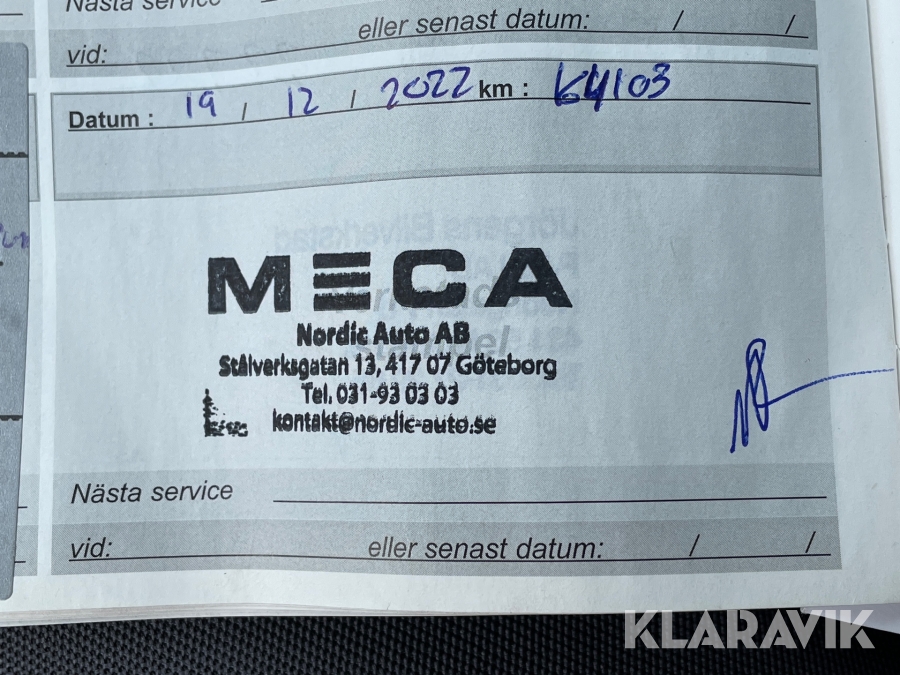 Nästa service
eller senast datum: / /
vid:
Datum : 19 / 12 / 2022 km : 64103
MECA
Nordic Auto AB
Stålverksgatan 13, 417 07 Göteborg
Tel. 031-93 03 03
kontakt@nordic-auto.se
Nästa service
vid: eller senast datum: / /
KLARAVIK